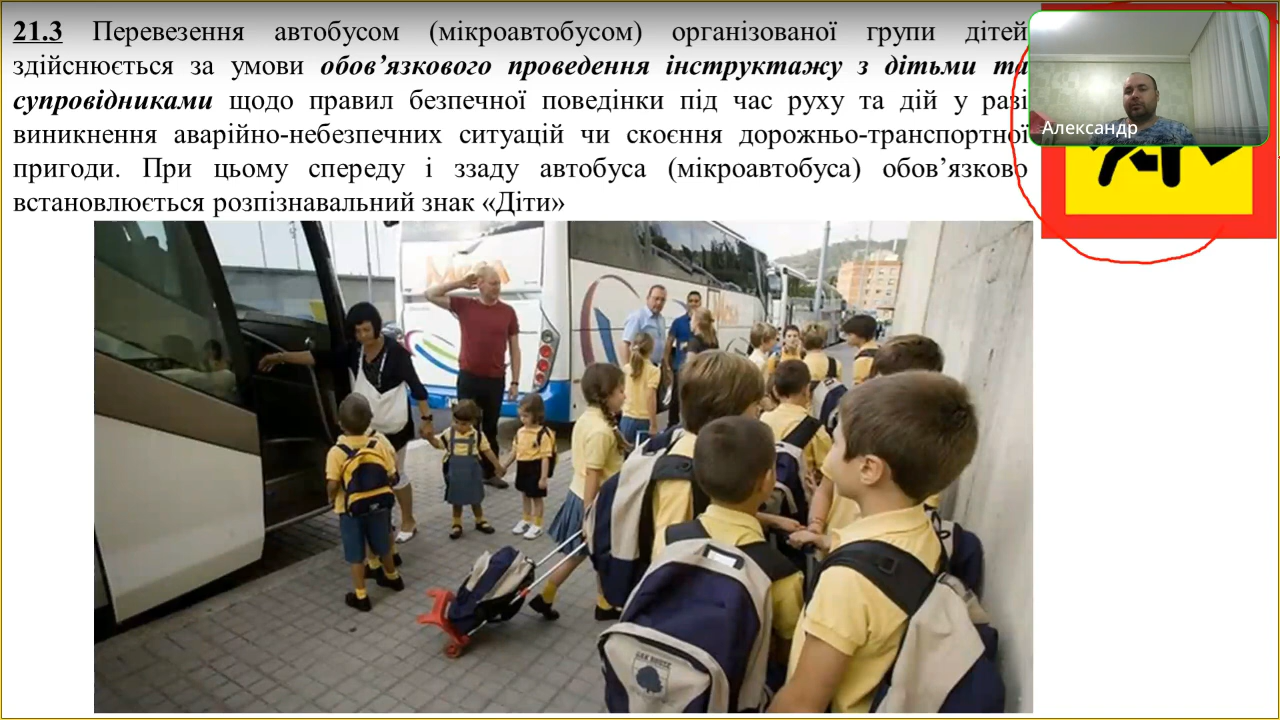 21.3 Перевезення автобусом (мікроавтобусом) організованої групи дітей
здійснюється за умови обов’язкового проведення інструктажу з дітьми та
супровідниками щодо правил безпечної поведінки під час руху та дій у разі
виникнення аварійно-небезпечних ситуацій чи скоєння дорожньо-транспортної
пригоди. При цьому спереду і ззаду автобуса (мікроавтобуса) обов’язково
встановлюється розпізнавальний знак «Діти»
Александр